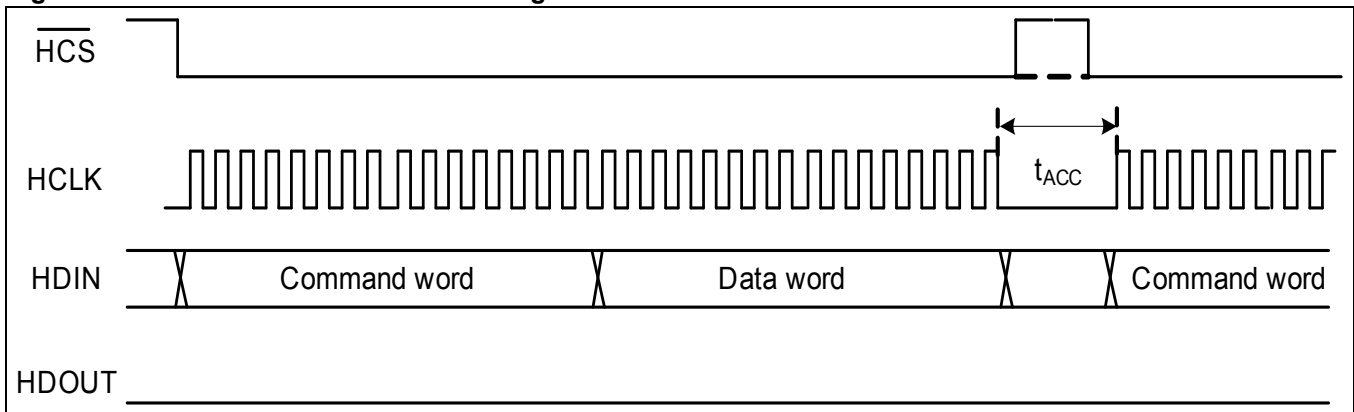 HCS
HCLK
tACC
HDIN
Command word
Data word
Command word
HDOUT